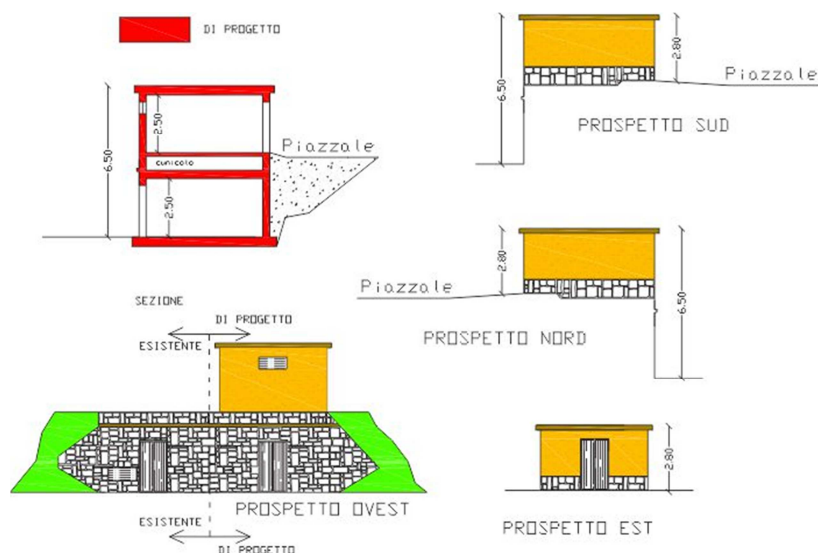 DI PROGETTO
6.50
2.50
cunicolo
2.50
Piazzale
SEZIONE
2.80
6.50
Piazzale
PROSPETTO SUD
2.80
6.50
Piazzale
PROSPETTO NORD
DI PROGETTO
ESISTENTE
PROSPETTO OVEST
ESISTENTE
DI PROGETTO
2.80
PROSPETTO EST